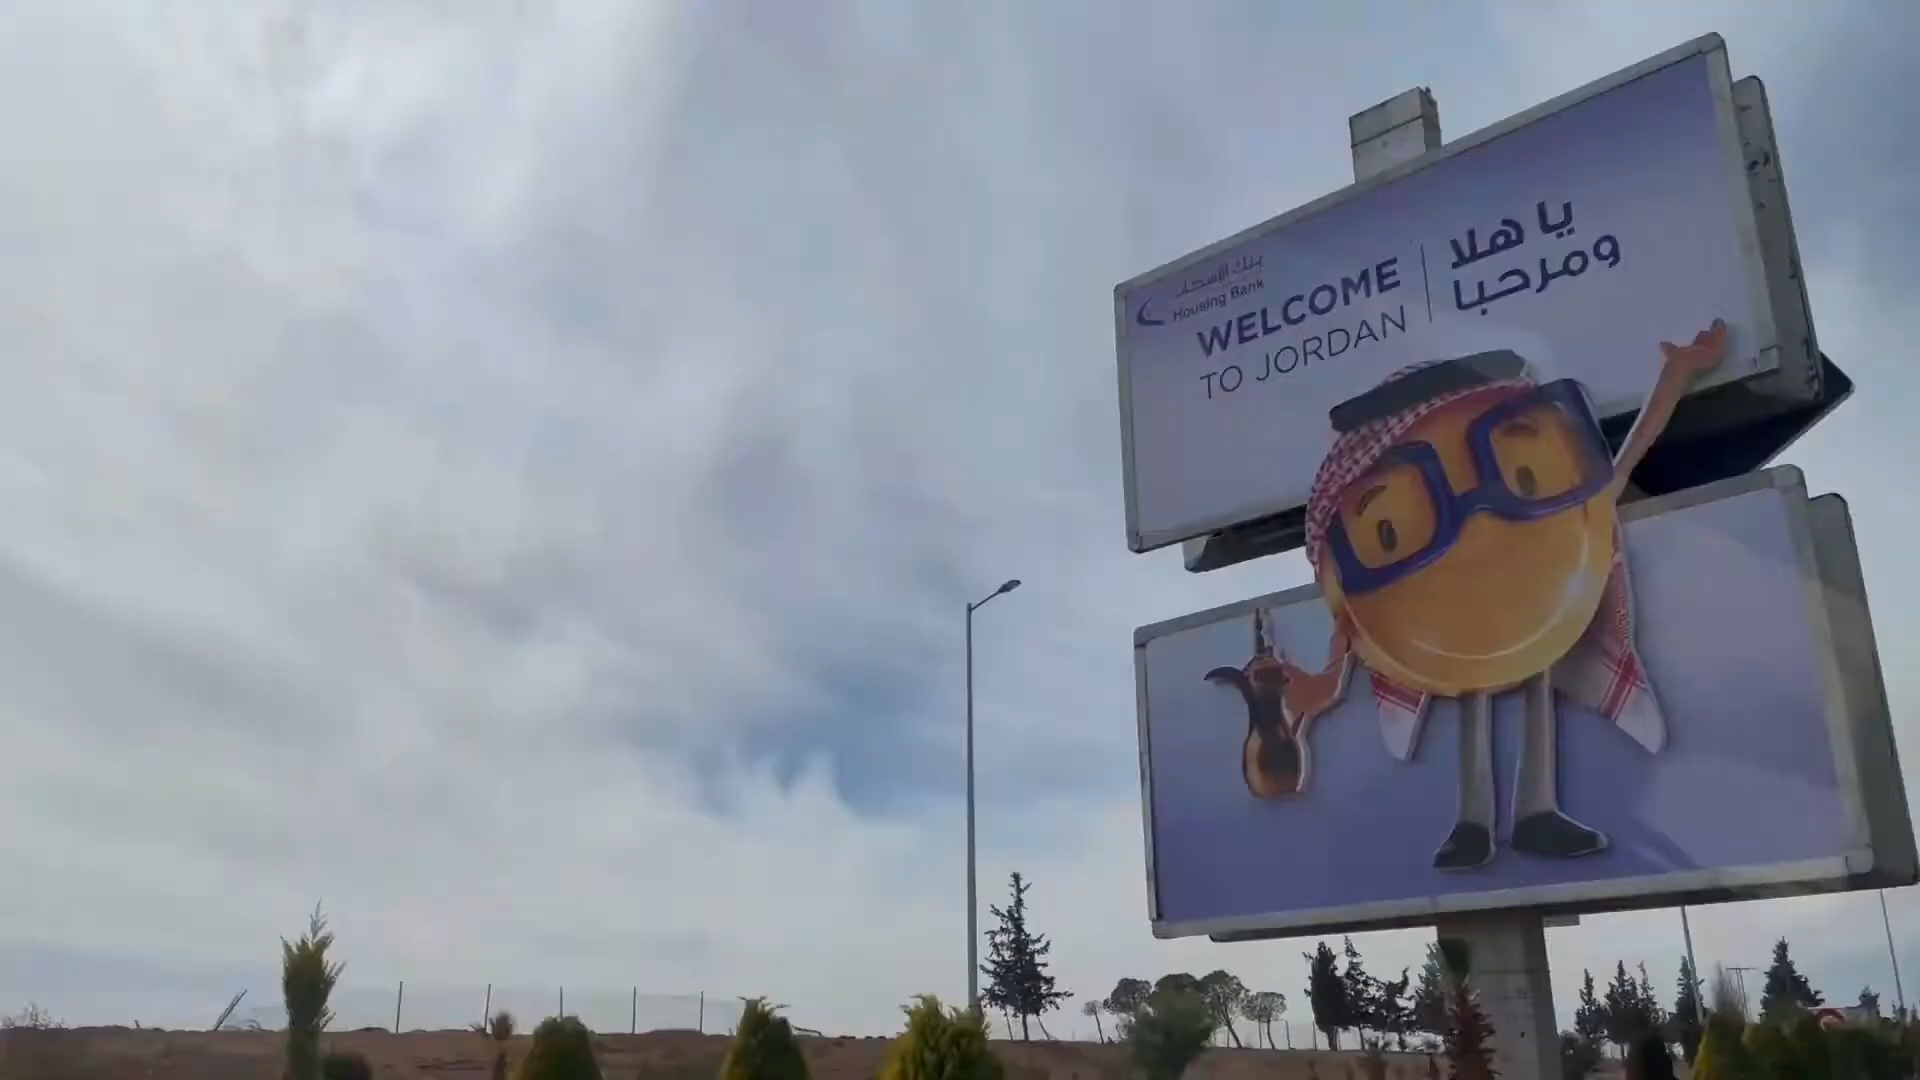 بنك الإسكان
Housing Bank
WELCOME
TO JORDAN
يا هلا
ومرحبا